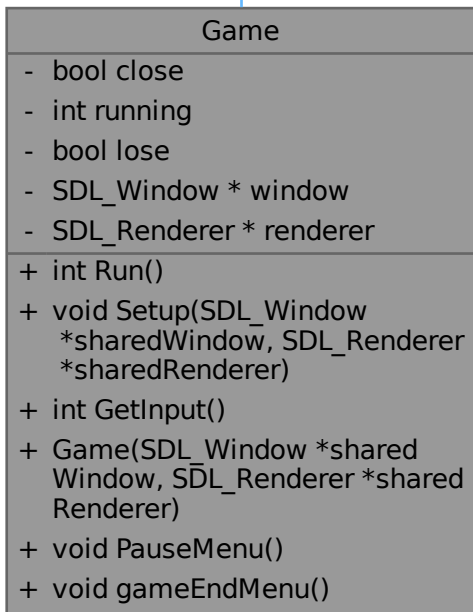 Game
- bool close
- int running
- bool lose
- SDL_Window * window
- SDL_Renderer * renderer
+ int Run()
+ void Setup(SDL_Window
*sharedWindow, SDL_Renderer
*sharedRenderer)
+ int GetInput()
+ Game(SDL_Window *shared
Window, SDL_Renderer *shared
Renderer)
+ void PauseMenu()
+ void gameEndMenu()